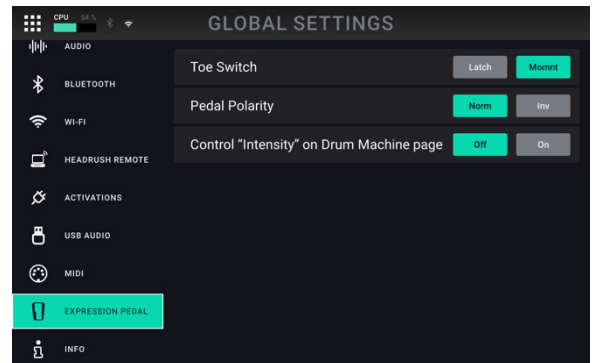 CPU 54 %
GLOBAL SETTINGS
AUDIO
BLUETOOTH
WI-FI
HEADRUSH REMOTE
ACTIVATIONS
USB AUDIO
MIDI
EXPRESSION PEDAL
INFO
Toe Switch Latch Momnt
Pedal Polarity Norm Inv
Control “Intensity” on Drum Machine page Off On